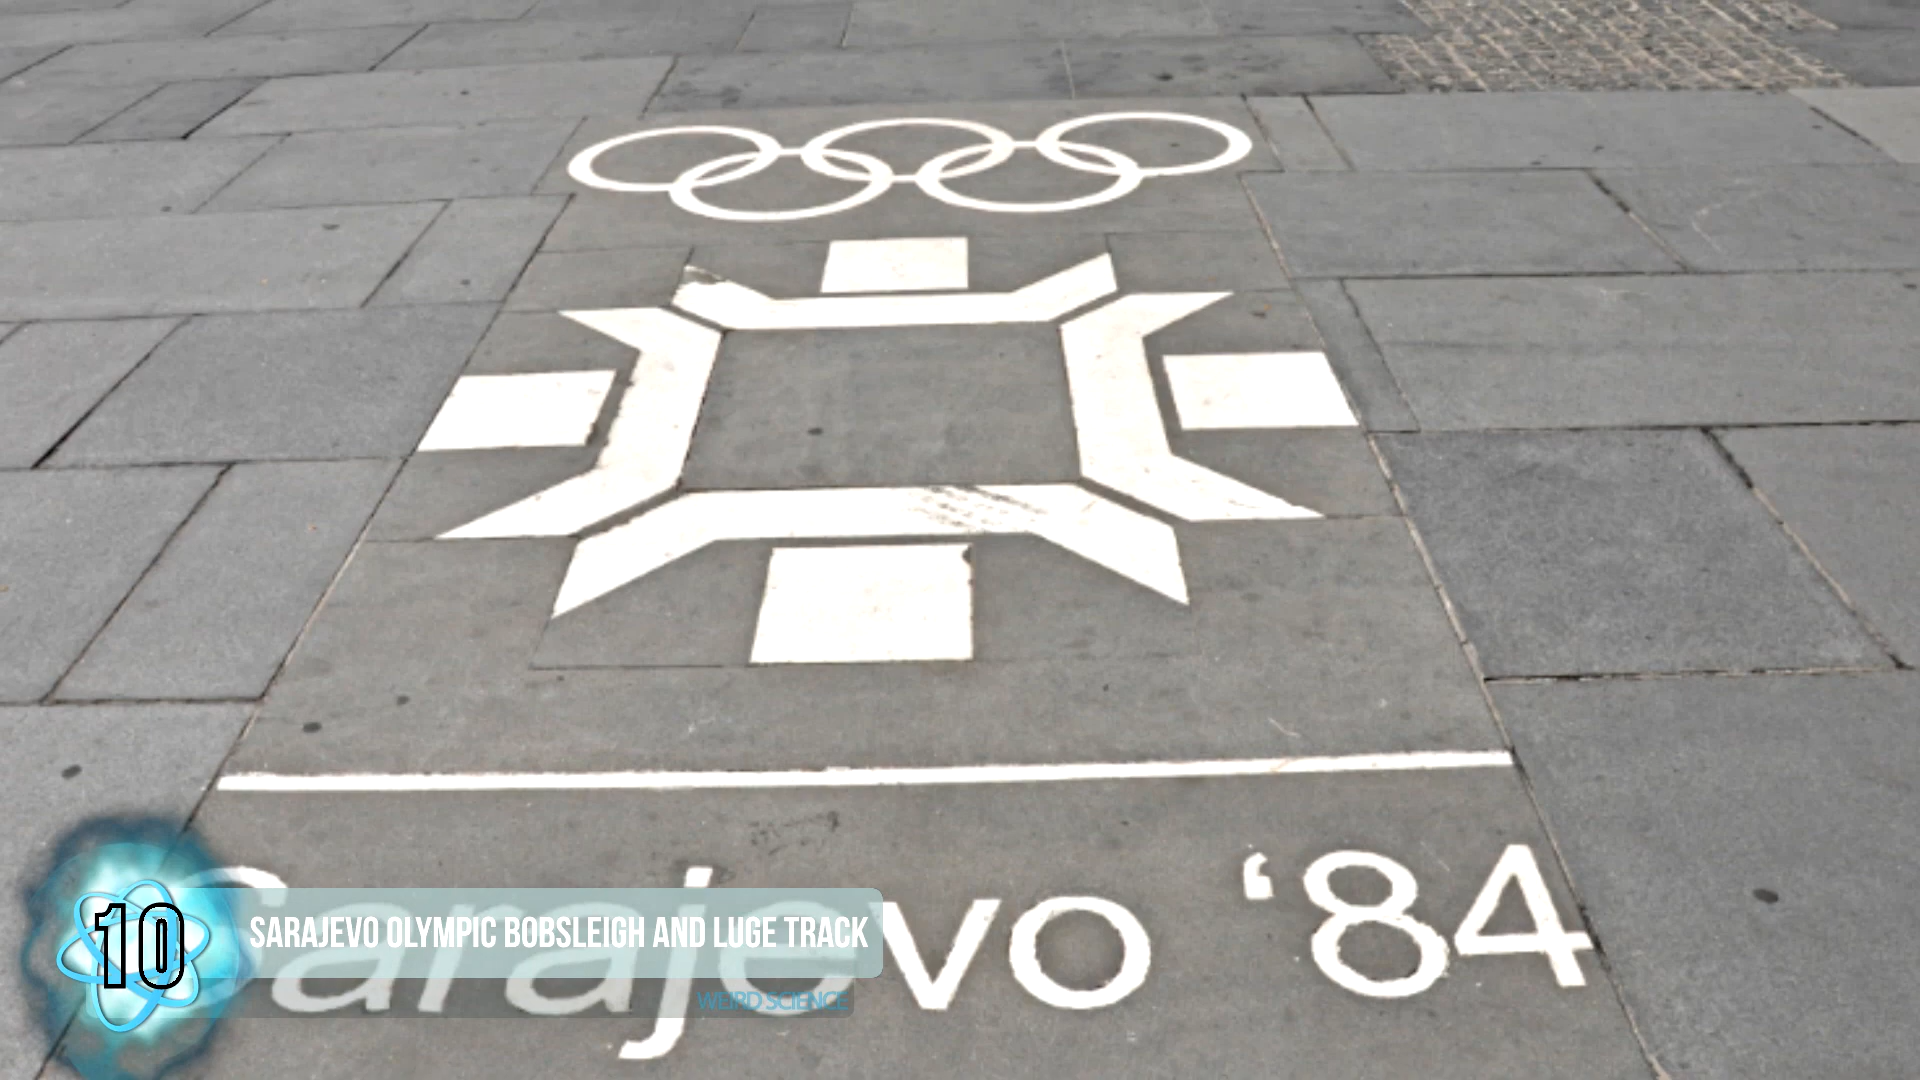 Sarajevo ‘84
10
SARAJEVO OLYMPIC BOBSLEIGH AND LUGE TRACK
WEIRD SCIENCE